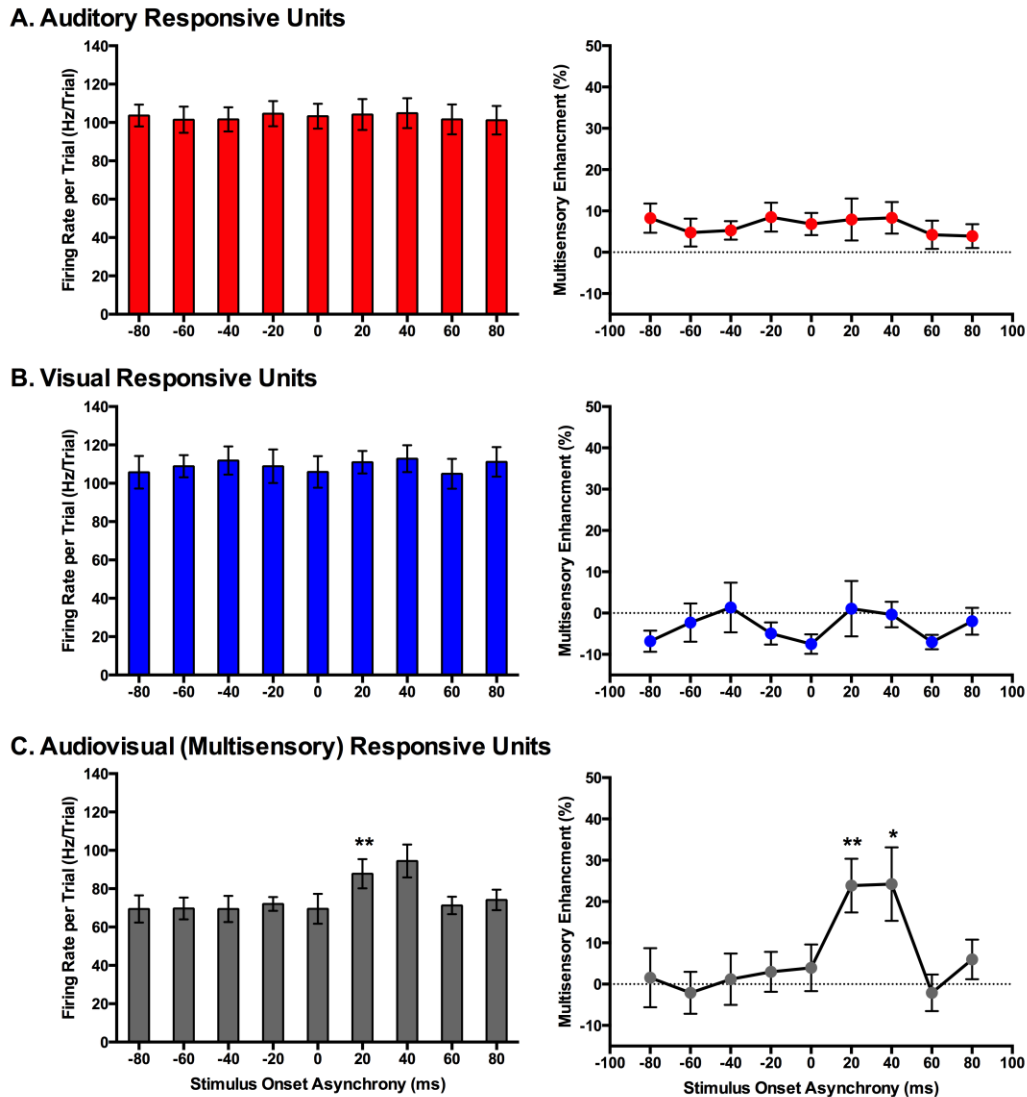 A. Auditory Responsive Units
Firing Rate per Trial (Hz/Trial)
140
120
100
80
60
40
20
0
-80 -60 -40 -20 0 20 40 60 80
Multisensory Enhancment (%)
50
40
30
20
10
0
-10
-100 -80 -60 -40 -20 0 20 40 60 80 100
B. Visual Responsive Units
Firing Rate per Trial (Hz/Trial)
140
120
100
80
60
40
20
0
-80 -60 -40 -20 0 20 40 60 80
Multisensory Enhancment (%)
50
40
30
20
10
0
-10
-100 -80 -60 -40 -20 0 20 40 60 80 100
C. Audiovisual (Multisensory) Responsive Units
Firing Rate per Trial (Hz/Trial)
140
120
100
80
60
40
20
0
**
-80 -60 -40 -20 0 20 40 60 80
Stimulus Onset Asynchrony (ms)
Multisensory Enhancment (%)
50
40
30
20
10
0
-10
** *
-100 -80 -60 -40 -20 0 20 40 60 80 100
Stimulus Onset Asynchrony (ms)